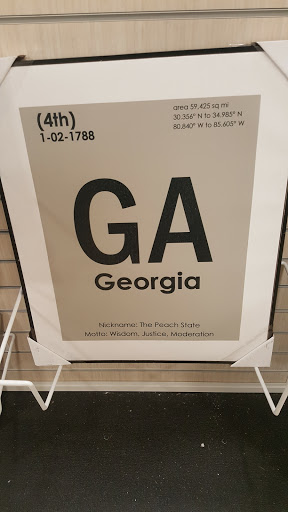 (4th)
1-02-1788
area 59,425 sq mi
30.356° N to 34.985° N
80.840° W to 85.605° W
GA
Georgia
Nickname: The Peach State
Motto: Wisdom, Justice, Moderation